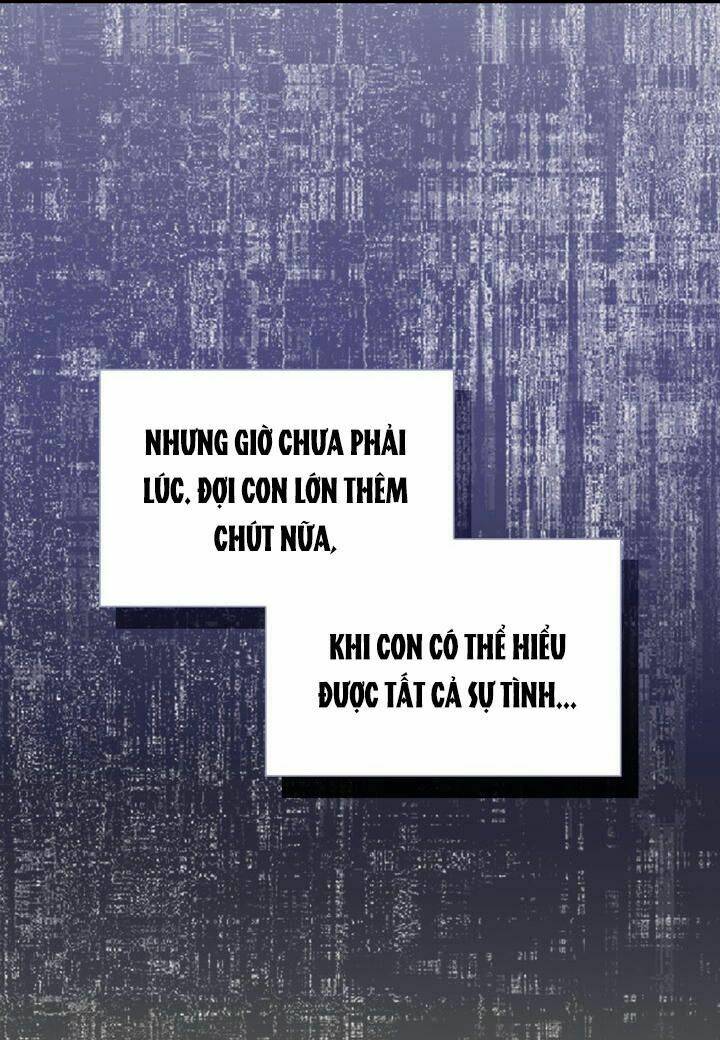 NHƯNG GIỜ CHƯA PHẢI
LÚC. ĐỢI CON LỚN THÊM
CHÚT NỮA,
KHI CON CÓ THỂ HIỂU
ĐƯỢC TẤT CẢ SỰ TÌNH...